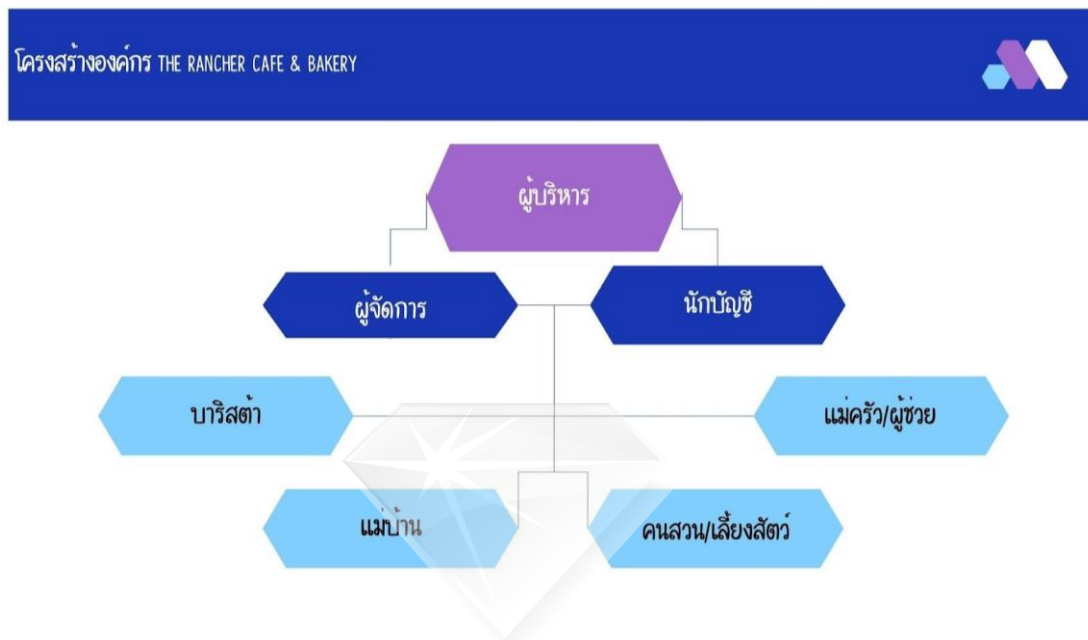 โครงสร้างองค์กร THE RANCHER CAFE & BAKERY
ผู้บริหาร
ผู้จัดการ
นักบัญชี
บาริสต้า
แม่ครัว/ผู้ช่วย
แม่บ้าน
คนสวน/เลี้ยงสัตว์